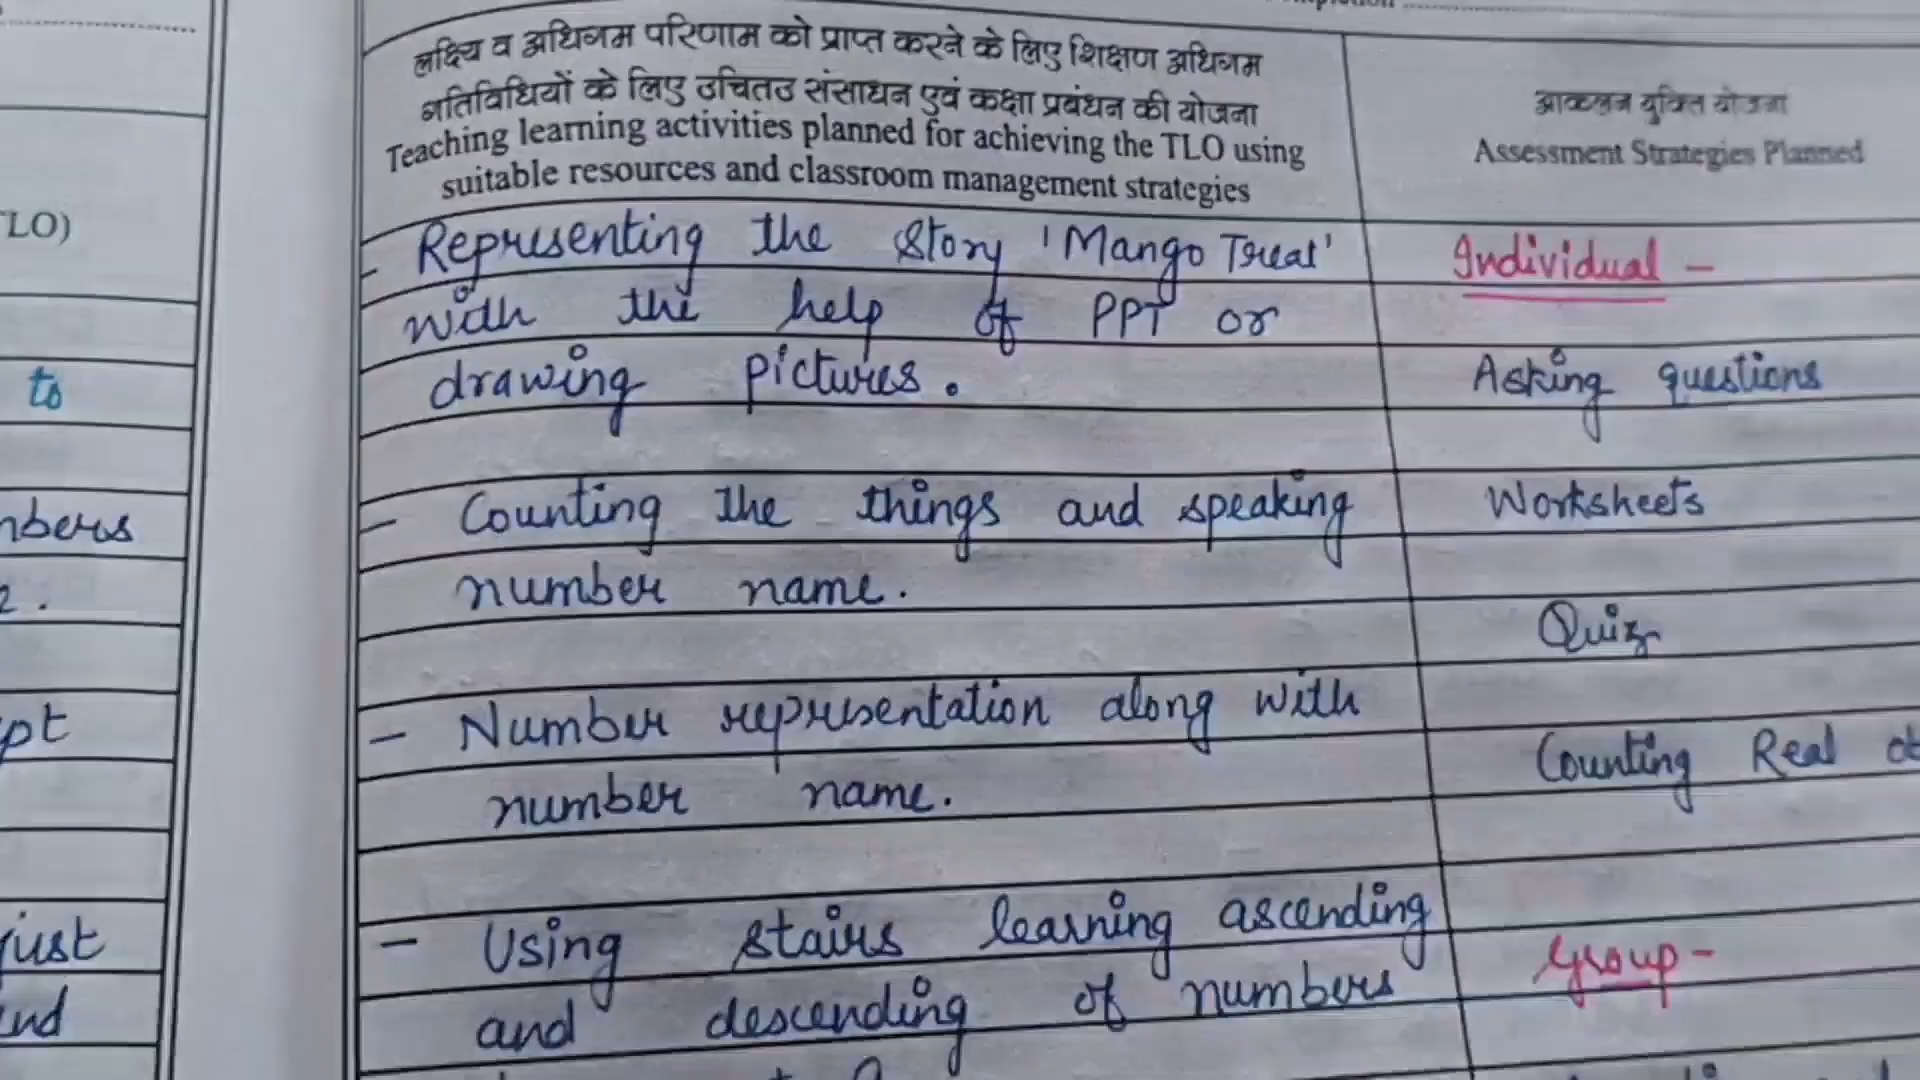 LO)
to
mbers
pt
just
लक्ष्यि व अधिगम परिणाम को प्राप्त करने के लिए शिक्षण अधिगम
गतिविधियों के लिए उचितउ संसाधन एवं कक्षा प्रबंधन की योजना
Teaching learning activities planned for achieving the TLO using
suitable resources and classroom management strategies
- Representing the story 'Mango Treat'
with the help of PPT or
drawing pictures.
- Counting the things and speaking
number name.
- Number representation along with
number name.
- Using stairs learning ascending
and descending of numbers
आकलन युक्ति योजना
Assessment Strategies Planned
Individual -
Asking questions
Worksheets
Quiz
Counting Real ob
Group -